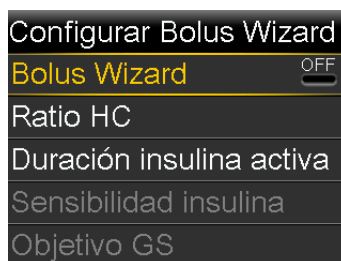 Configurar Bolus Wizard
Bolus Wizard OFF
Ratio HC
Duración insulina activa
Sensibilidad insulina
Objetivo GS